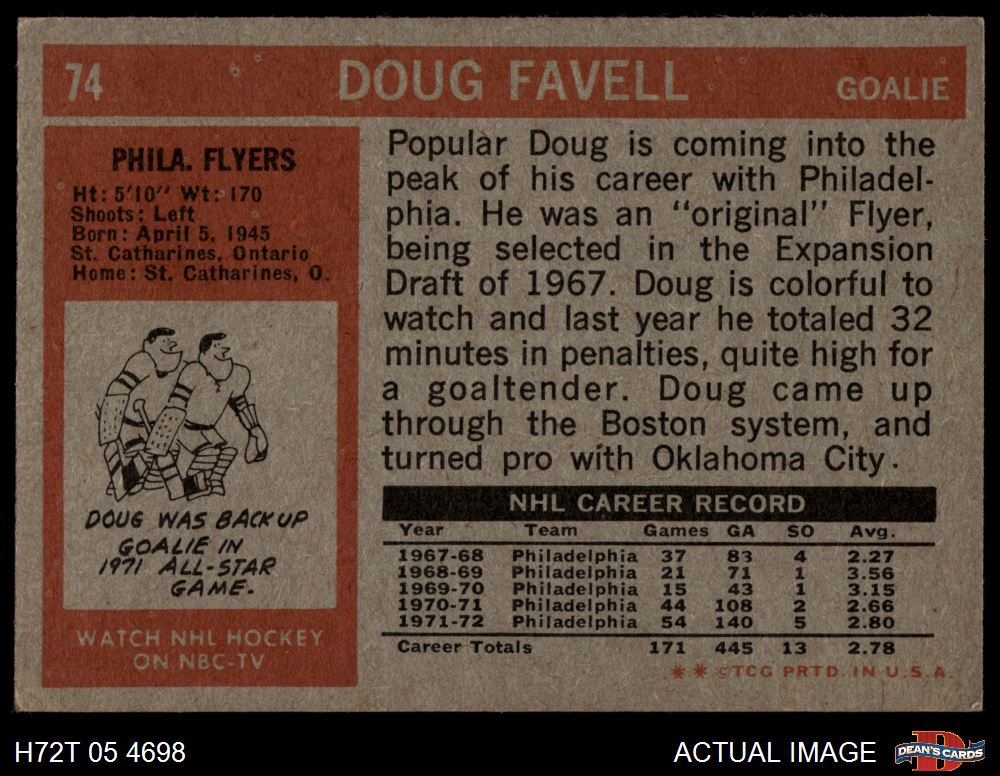 74 DOUG FAVELL GOALIE
PHILA. FLYERS
Ht: 5'10" Wt: 170
Shoots: Left
Born: April 5, 1945
St. Catharines, Ontario
Home: St. Catharines, O.
DOUG WAS BACKUP
GOALIE IN
1971 ALL-STAR
GAME.
WATCH NHL HOCKEY
ON NBC-TV
Popular Doug is coming into the
peak of his career with Philadel-
phia. He was an "original" Flyer,
being selected in the Expansion
Draft of 1967. Doug is colorful to
watch and last year he totaled 32
minutes in penalties, quite high for
a goaltender. Doug came up
through the Boston system, and
turned pro with Oklahoma City.
NHL CAREER RECORD
Year Team Games GA SO Avg.
1967-68 Philadelphia 37 83 4 2.27
1968-69 Philadelphia 21 71 1 3.56
1969-70 Philadelphia 15 43 1 3.15
1970-71 Philadelphia 44 108 2 2.66
1971-72 Philadelphia 54 140 5 2.80
Career Totals 171 445 13 2.78
* * ©TCG PRTD. IN U.S.A.
H72T 05 4698 ACTUAL IMAGE DEAN'S CARDS